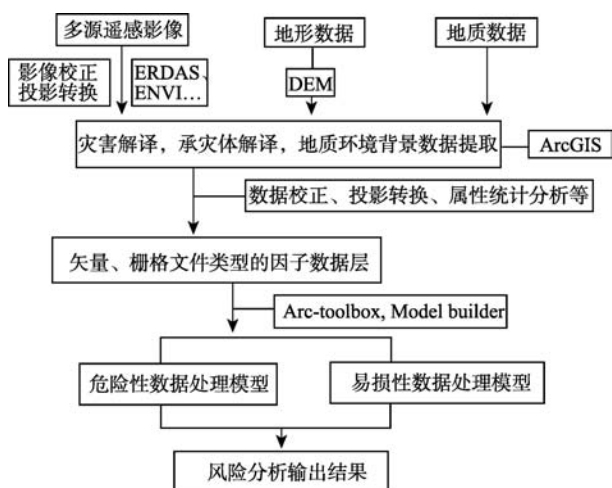 多源遥感影像
地形数据
地质数据
影像校正
投影转换
ERDAS、
ENVI…
DEM
灾害解译，承灾体解译，地质环境背景数据提取
ArcGIS
数据校正、投影转换、属性统计分析等
矢量、栅格文件类型的因子数据层
Arc-toolbox, Model builder
危险性数据处理模型
易损性数据处理模型
风险分析输出结果